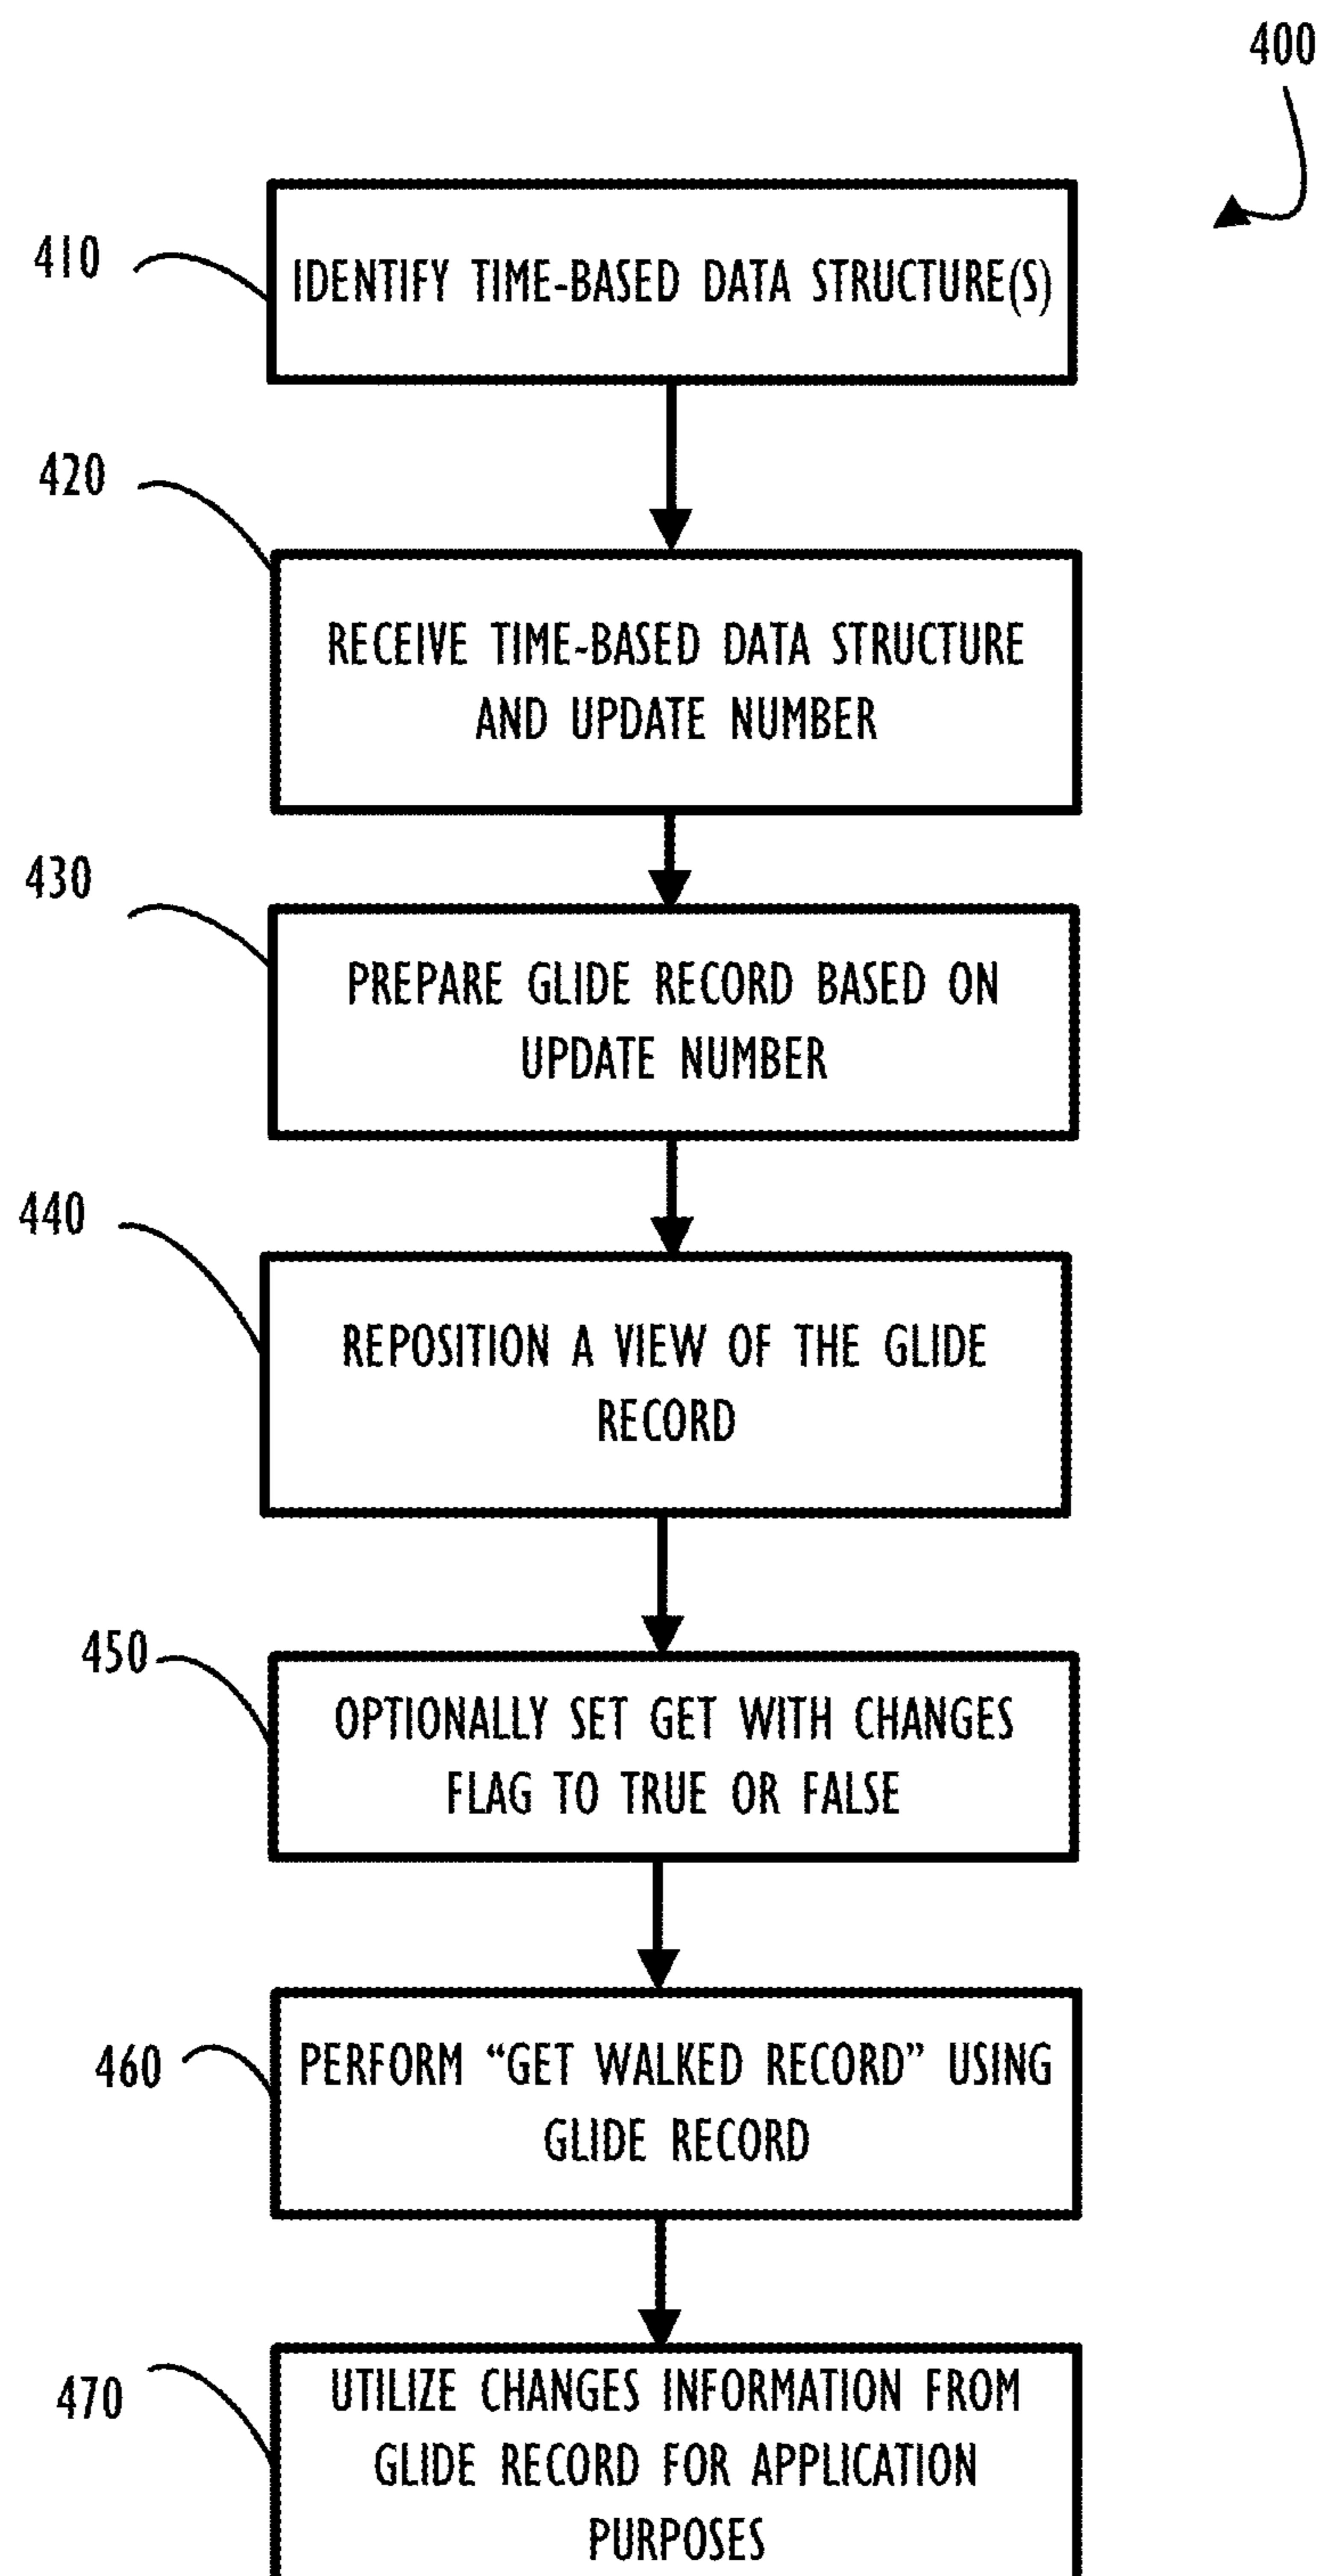 400
410
IDENTIFY TIME-BASED DATA STRUCTURE(S)
420
RECEIVE TIME-BASED DATA STRUCTURE
AND UPDATE NUMBER
430
PREPARE GLIDE RECORD BASED ON
UPDATE NUMBER
440
REPOSITION A VIEW OF THE GLIDE
RECORD
450
OPTIONALLY SET GET WITH CHANGES
FLAG TO TRUE OR FALSE
460
PERFORM “GET WALKED RECORD” USING
GLIDE RECORD
470
UTILIZE CHANGES INFORMATION FROM
GLIDE RECORD FOR APPLICATION
PURPOSES